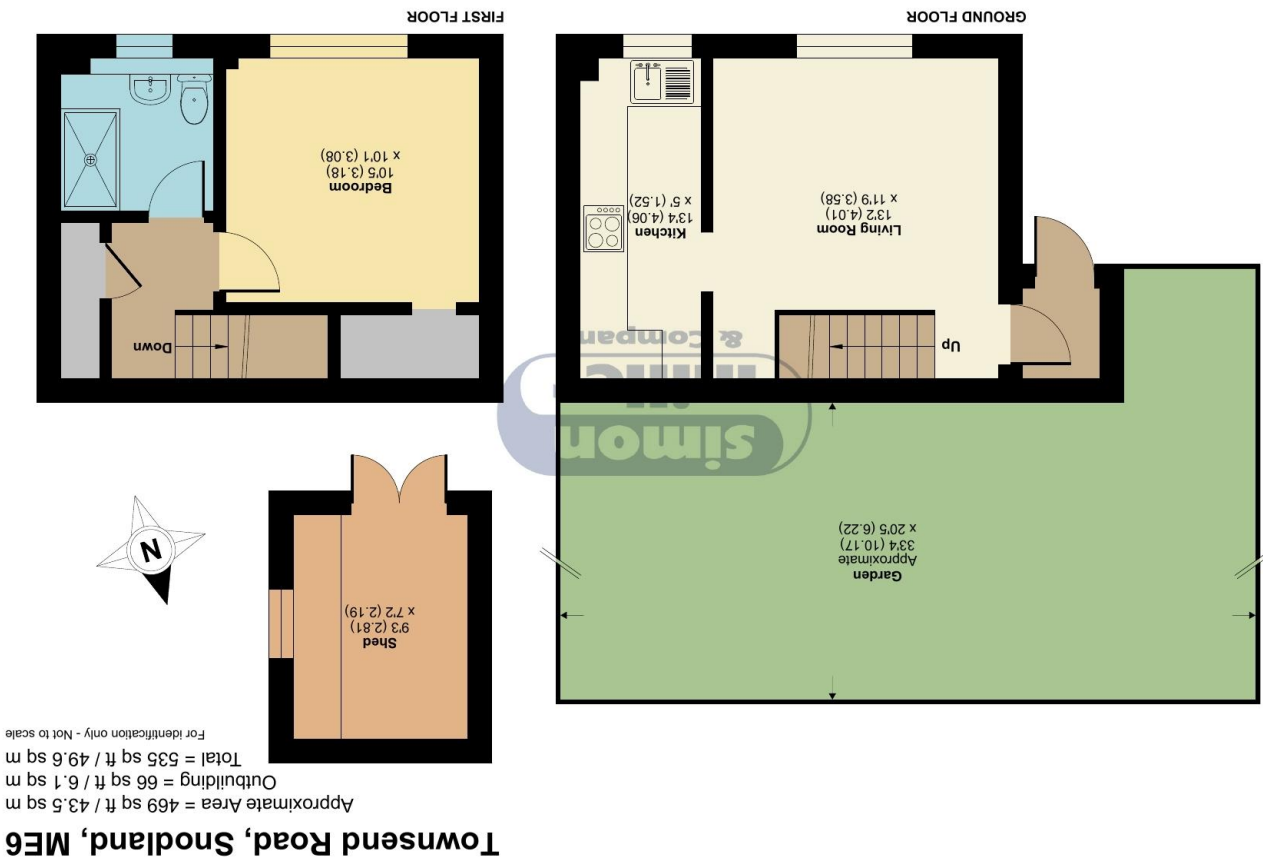 Townsend Road, Snodland, ME6
Approximate Area = 469 sq ft / 43.5 sq m
Outbuilding = 66 sq ft / 6.1 sq m
Total = 535 sq ft / 49.6 sq m
For identification only - Not to scale
Garden
Approximate
33'4 (10.17)
x 20'5 (6.22)
Shed
9'3 (2.81)
x 7'2 (2.19)
N
simon
& Compan
Up
Living Room
13'2 (4.01)
x 11'9 (3.58)
Kitchen
13'4 (4.06)
x 5' (1.52)
GROUND FLOOR
Down
Bedroom
10'5 (3.18)
x 10'1 (3.08)
FIRST FLOOR